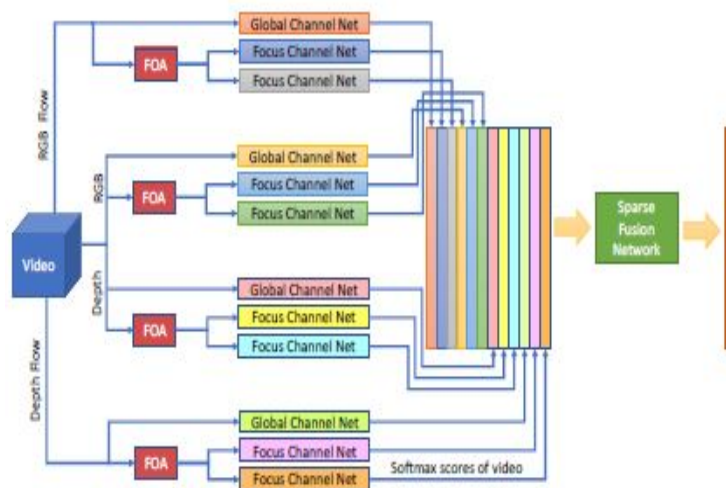 Global Channel Net
Focus Channel Net
FOA
Focus Channel Net
RGB Flow
Global Channel Net
RGB
Focus Channel Net
FOA
Focus Channel Net
Sparse
Fusion
Network
Video
Depth
Global Channel Net
Focus Channel Net
FOA
Focus Channel Net
Depth Flow
Global Channel Net
Focus Channel Net
FOA
Focus Channel Net
Softmax scores of video